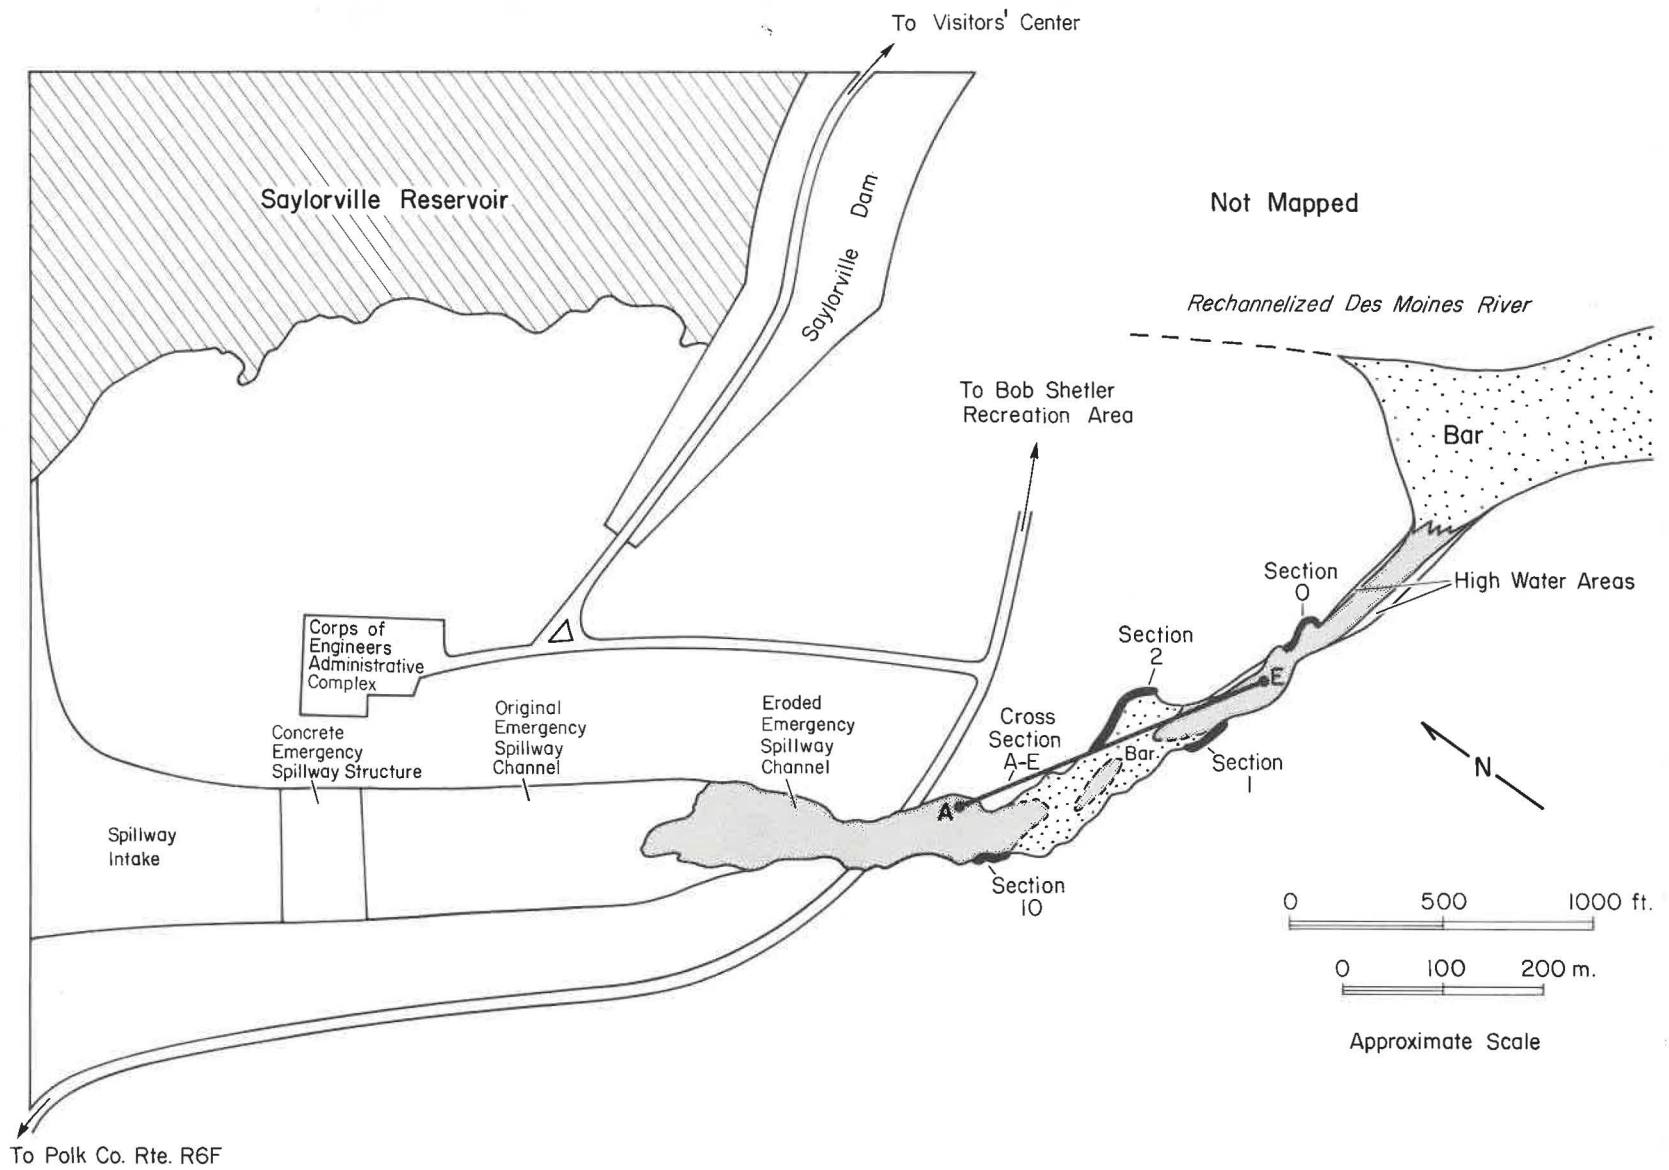 To Visitors' Center
Saylorville Reservoir
Saylorville Dam
Not Mapped
Rechannelized Des Moines River
To Bob Shetler
Recreation Area
Bar
Section
0
High Water Areas
Section
2
Corps of
Engineers
Administrative
Complex
E
Original
Emergency
Spillway
Channel
Eroded
Emergency
Spillway
Channel
Cross
Section
A-E
Concrete
Emergency
Spillway Structure
Bar
Section
1
N
A
Spillway
Intake
Section
10
0 500 1000 ft.
0 100 200 m.
Approximate Scale
To Polk Co. Rte. R6F